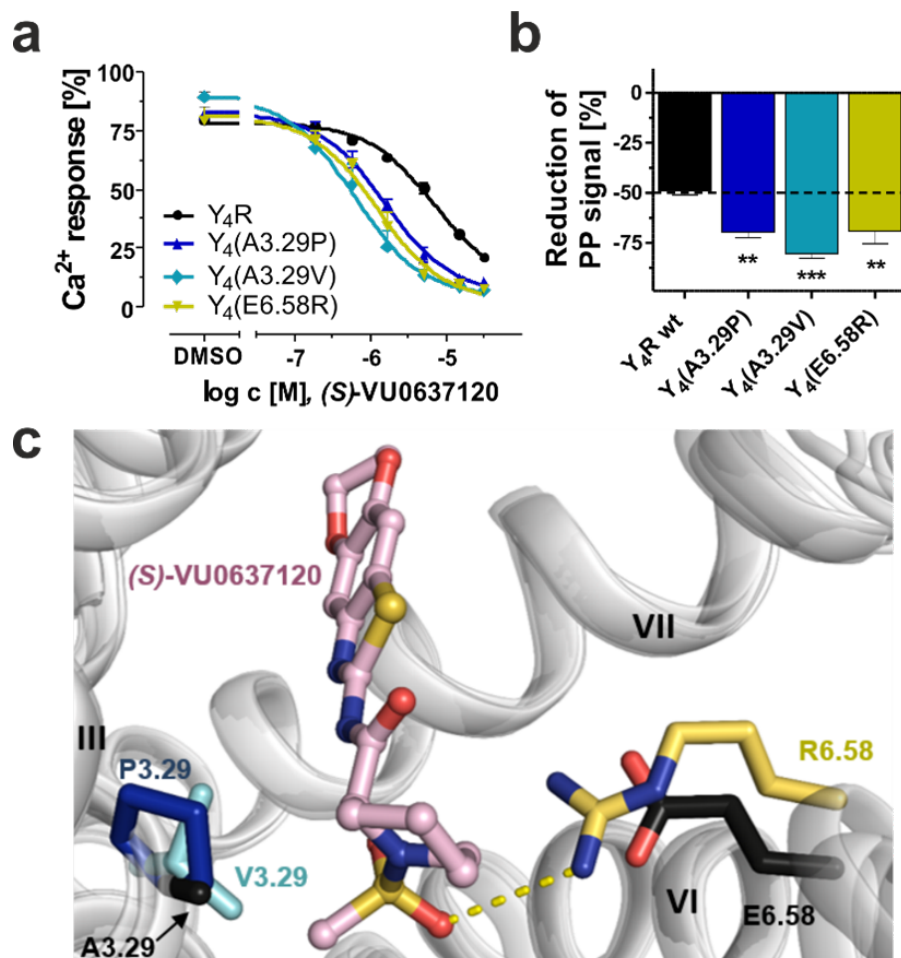 a
Ca²⁺ response [%]
100
75
50
25
0
Y₄R
Y₄(A3.29P)
Y₄(A3.29V)
Y₄(E6.58R)
DMSO
-7
-6
-5
-4
log c [M], (S)-VU0637120
b
Reduction of
PP signal [%]
0
-25
-50
-75
**
***
**
Y₄R wt
Y₄(A3.29P)
Y₄(A3.29V)
Y₄(E6.58R)
c
(S)-VU0637120
VII
III
P3.29
R6.58
V3.29
VI
E6.58
A3.29